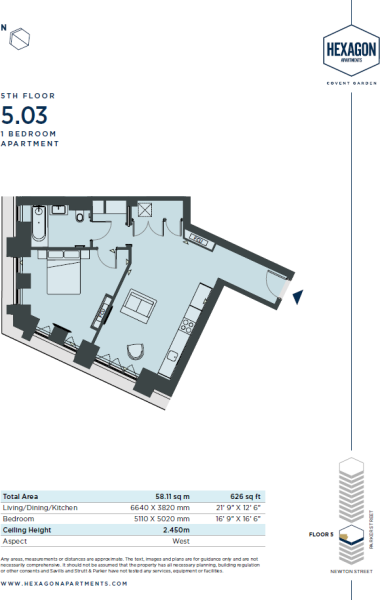 N
HEXAGON
APARTMENTS
COVENT GARDEN
5TH FLOOR
5.03
1 BEDROOM
APARTMENT
Total Area 58.11 sq m 626 sq ft
Living/Dining/Kitchen 6640 X 3820 mm 21' 9" X 12' 6"
Bedroom 5110 X 5020 mm 16' 9" X 16' 6"
Ceiling Height 2.450m
Aspect West
FLOOR 5
PARKER STREET
NEWTON STREET
Any areas, measurements or distances are approximate. The text, images and plans are for guidance only and are not
necessarily comprehensive. It should not be assumed that the property has all necessary planning, building regulation
or other consents and Savills and Strutt & Parker have not tested any services, equipment or facilities.
WWW.HEXAGONAPARTMENTS.COM